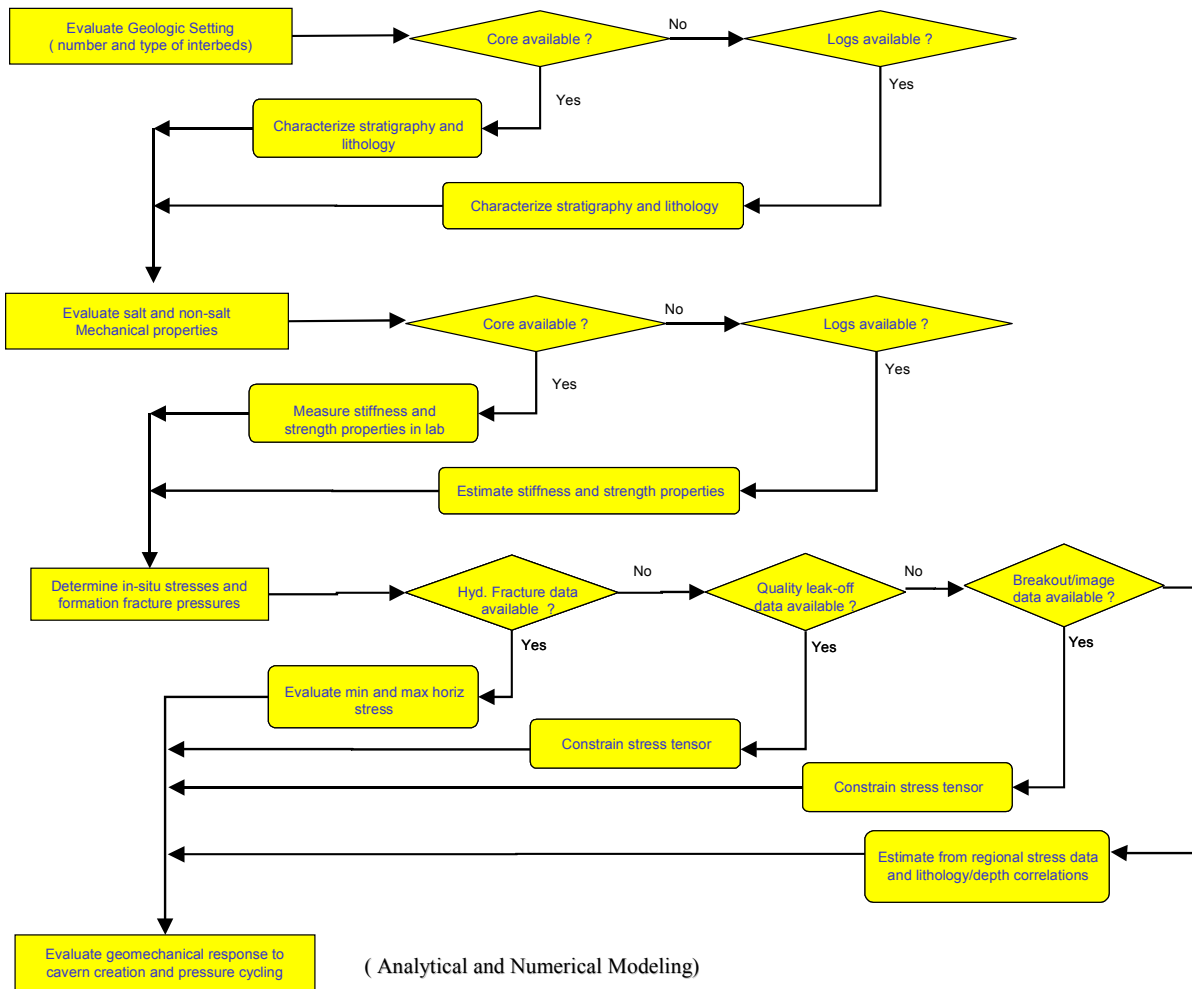 Evaluate Geologic Setting
( number and type of interbeds)
Core available ?
No
Logs available ?
Yes
Yes
Characterize stratigraphy and
lithology
Characterize stratigraphy and lithology
Evaluate salt and non-salt
Mechanical properties
Core available ?
No
Logs available ?
Yes
Yes
Measure stiffness and
strength properties in lab
Estimate stiffness and strength properties
Determine in-situ stresses and
formation fracture pressures
Hyd. Fracture data
available ?
No
Quality leak-off
data available ?
No
Breakout/image
data available ?
Yes
Yes
Yes
Evaluate min and max horiz
stress
Constrain stress tensor
Constrain stress tensor
Estimate from regional stress data
and lithology/depth correlations
Evaluate geomechanical response to
cavern creation and pressure cycling
( Analytical and Numerical Modeling)